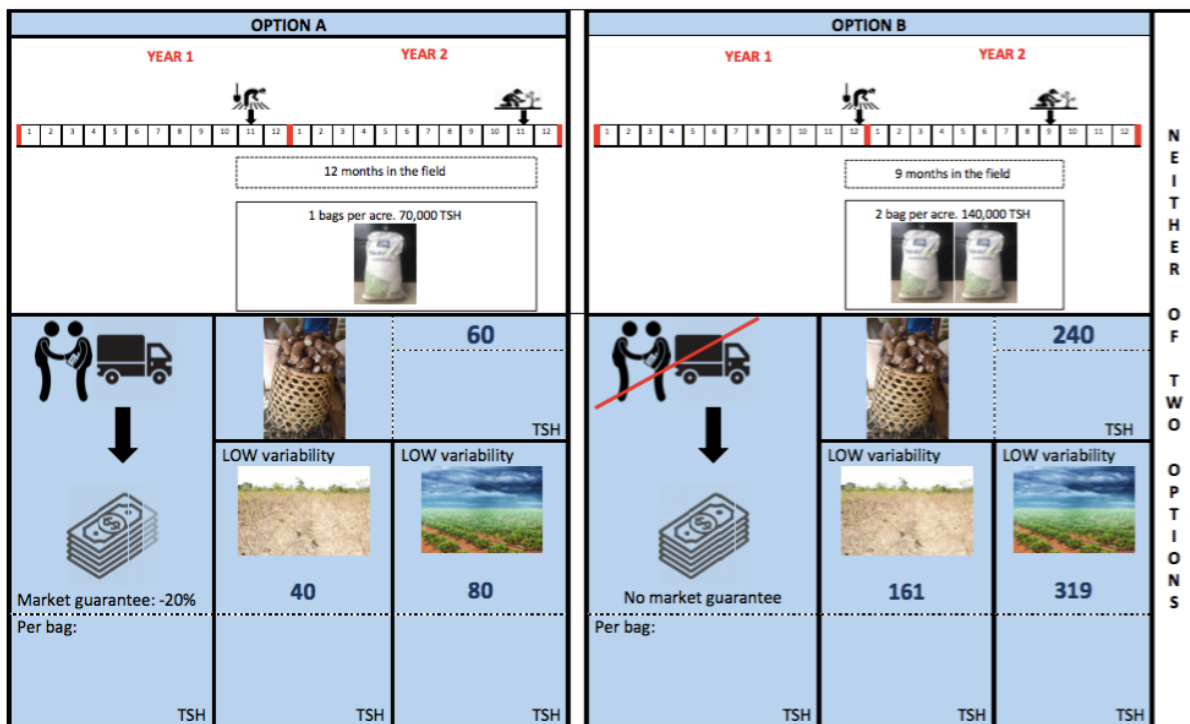 OPTION A
YEAR 1 YEAR 2
1 2 3 4 5 6 7 8 9 10 11 12 1 2 3 4 5 6 7 8 9 10 11 12
12 months in the field
1 bags per acre. 70,000 TSH
60
TSH
LOW variability LOW variability
Market guarantee: -20% 40 80
Per bag:
TSH TSH TSH
OPTION B
YEAR 1 YEAR 2
1 2 3 4 5 6 7 8 9 10 11 12 1 2 3 4 5 6 7 8 9 10 11 12
9 months in the field
2 bag per acre. 140,000 TSH
240
TSH
LOW variability LOW variability
No market guarantee 161 319
Per bag:
TSH TSH TSH
NEITHER OF TWO OPTIONS